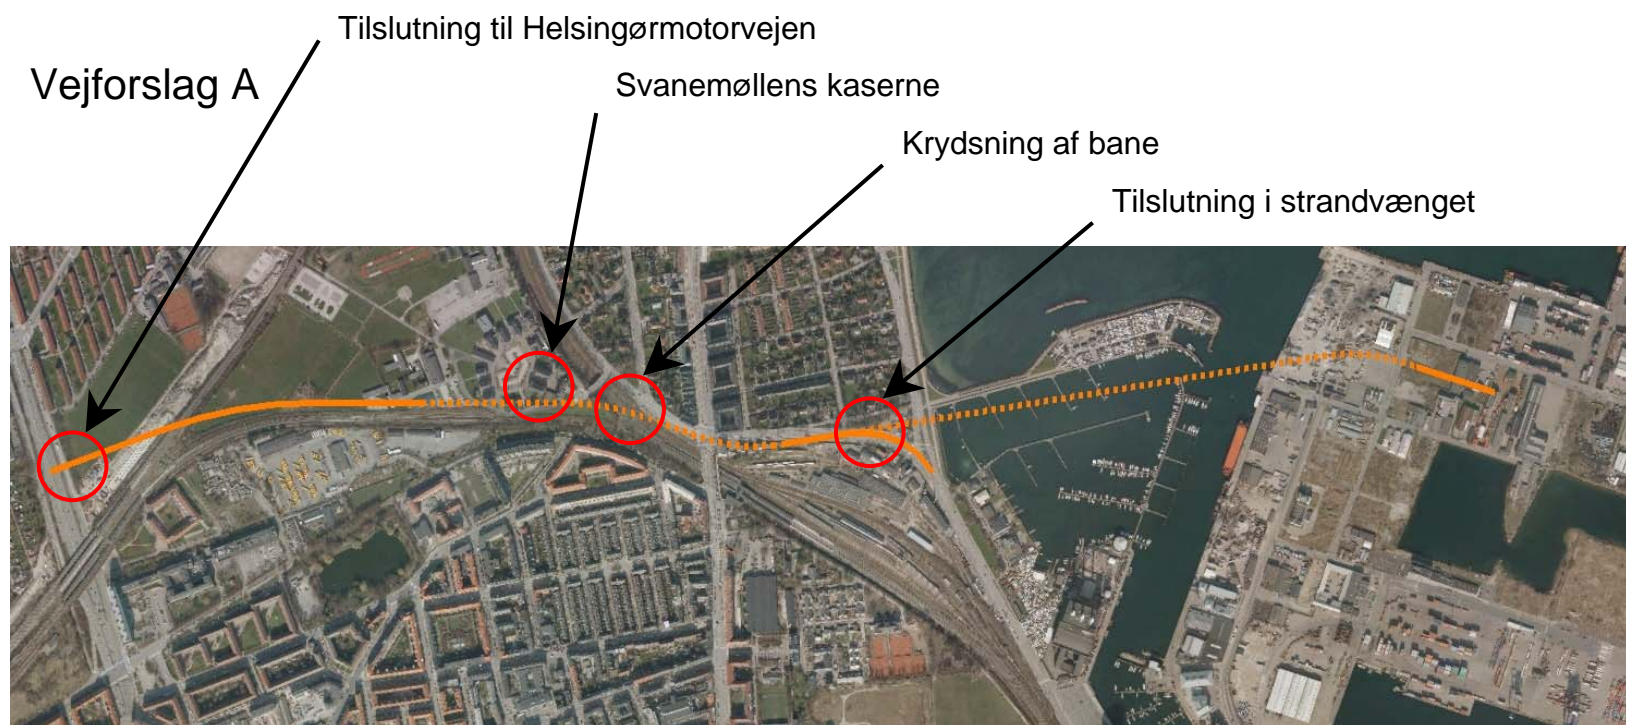 Tilslutning til Helsingørmotorvejen
Vejforslag A
Svanemøllens kaserne
Krydsning af bane
Tilslutning i strandvænget